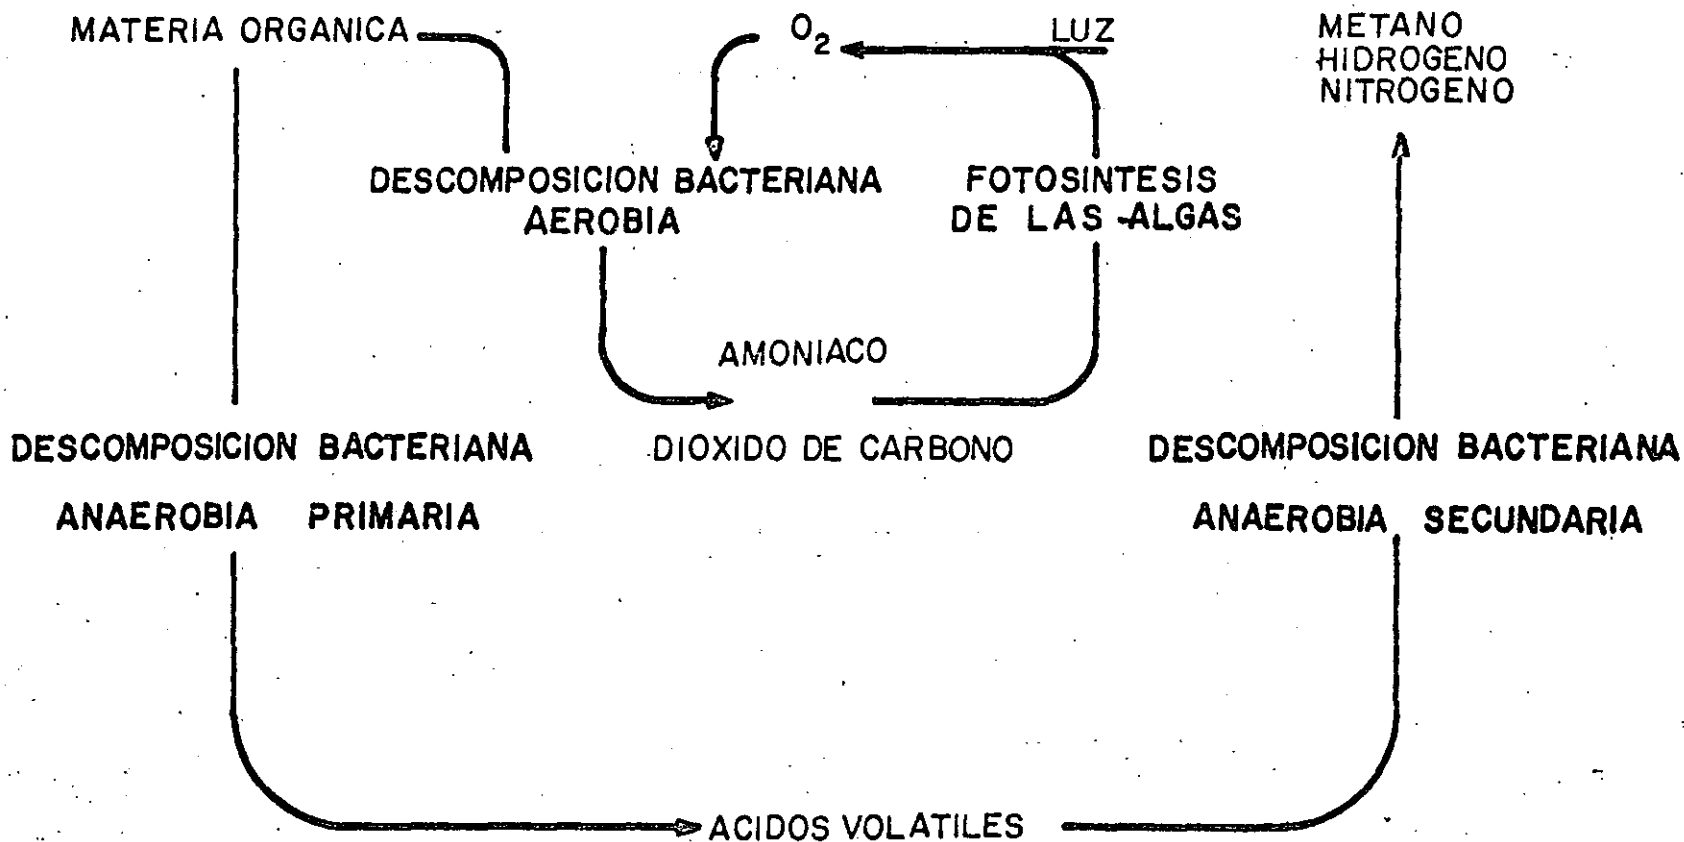 MATERIA ORGANICA
O2
LUZ
METANO
HIDROGENO
NITROGENO
DESCOMPOSICION BACTERIANA
AEROBIA
FOTOSINTESIS
DE LAS ALGAS
AMONIACO
DIOXIDO DE CARBONO
DESCOMPOSICION BACTERIANA
ANAEROBIA PRIMARIA
DESCOMPOSICION BACTERIANA
ANAEROBIA SECUNDARIA
ACIDOS VOLATILES